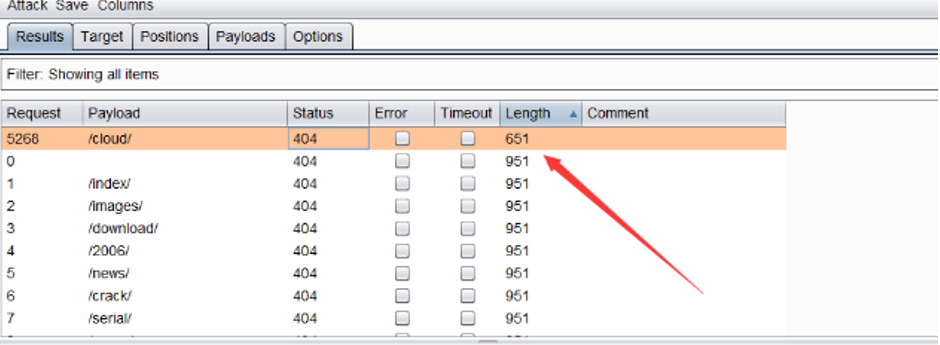 Attack Save Columns
Results Target Positions Payloads Options
Filter: Showing all items
Request Payload Status Error Timeout Length Comment
5268 /cloud/ 404 651
0 404 951
1 /index/ 404 951
2 /images/ 404 951
3 /download/ 404 951
4 /2006/ 404 951
5 /news/ 404 951
6 /crack/ 404 951
7 /serial/ 404 951